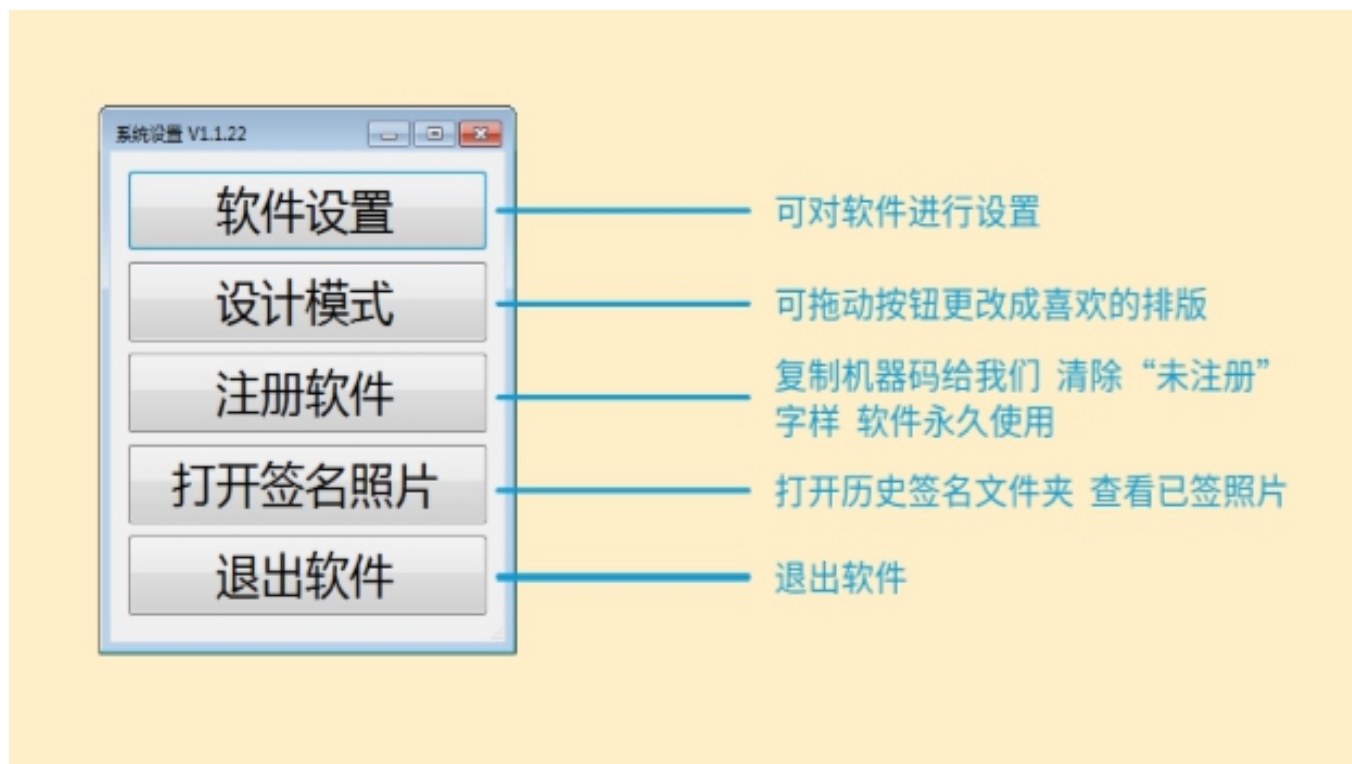 系统设置 V1.1.22
软件设置
可对软件进行设置
设计模式
可拖动按钮更改成喜欢的排版
注册软件
复制机器码给我们 清除“未注册”
字样 软件永久使用
打开签名照片
打开历史签名文件夹 查看已签照片
退出软件
退出软件